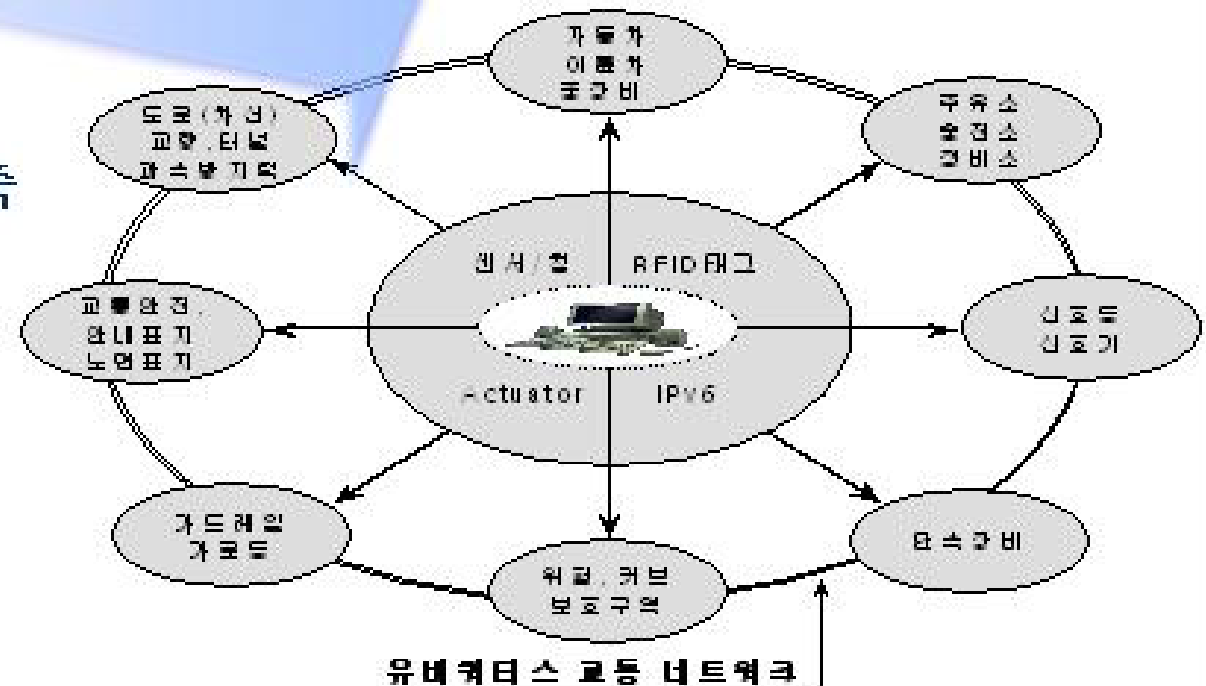 자동차
이륜차
중장비
도로(차선)
교량,터널
과속방지턱
주유소
충전소
정비소
센서/칩 RFID태그
교통안전,
안내표지
노면표지
신호등
신호기
Actuator IPv6
가드레일
가로등
단속장비
위험,커브
보호구역
유비쿼터스 교통 네트워크